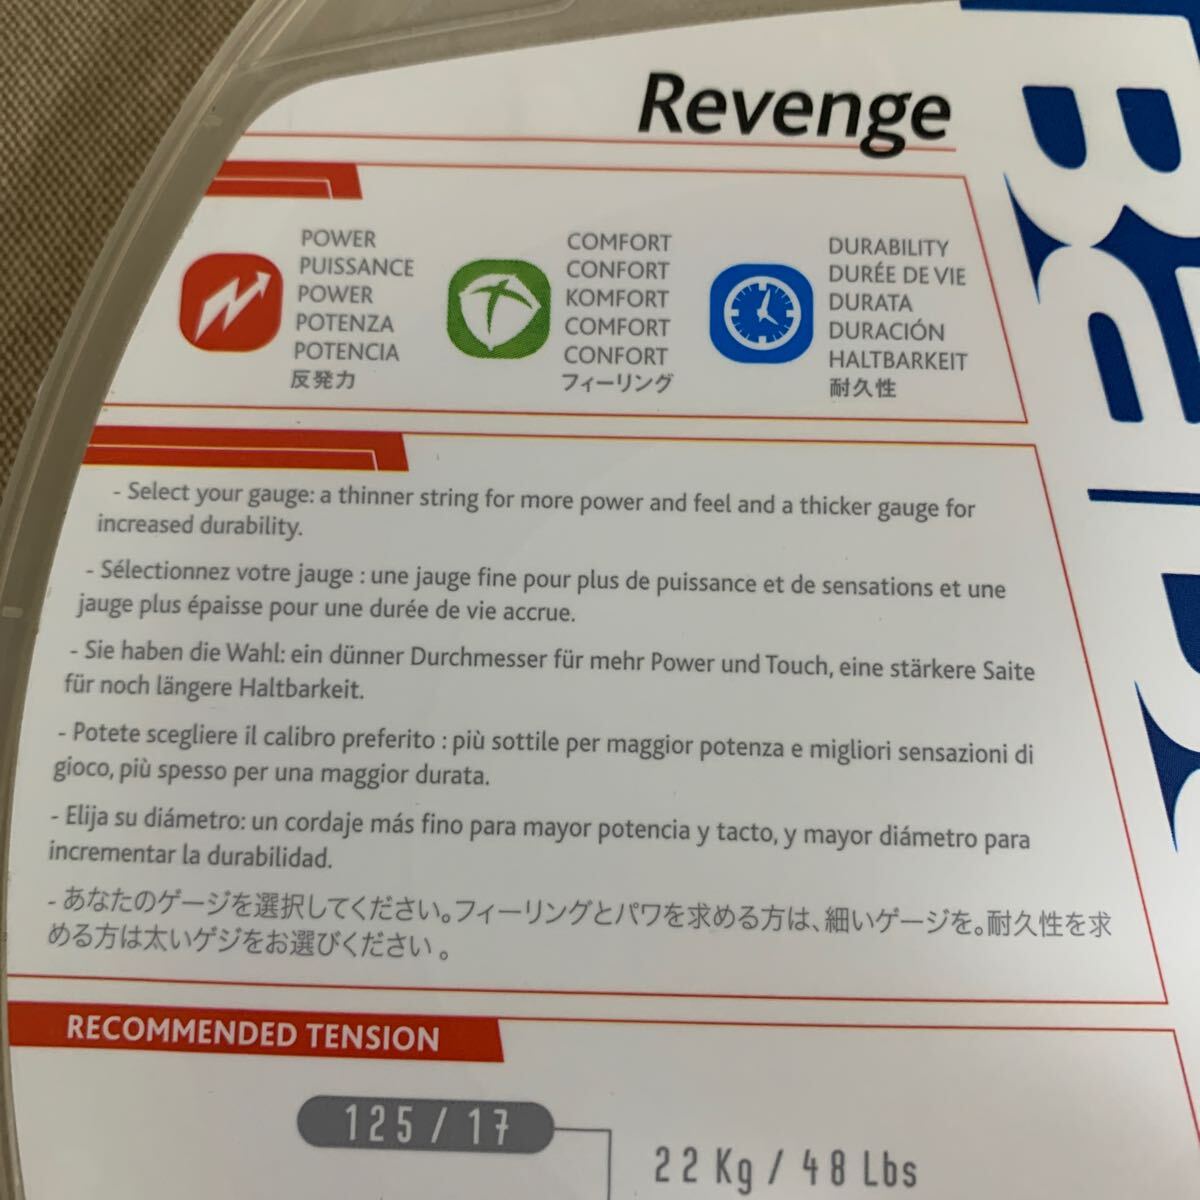 Revenge
POWER
PUISSANCE
POWER
POTENZA
POTENCIA
反発力
COMFORT
CONFORT
KOMFORT
COMFORT
CONFORT
フィーリング
DURABILITY
DURÉE DE VIE
DURATA
DURACIÓN
HALTBARKEIT
耐久性
- Select your gauge: a thinner string for more power and feel and a thicker gauge for
increased durability.
- Sélectionnez votre jauge : une jauge fine pour plus de puissance et de sensations et une
jauge plus épaisse pour une durée de vie accrue.
- Sie haben die Wahl: ein dünner Durchmesser für mehr Power und Touch, eine stärkere Saite
für noch längere Haltbarkeit.
- Potete scegliere il calibro preferito : più sottile per maggior potenza e migliori sensazioni di
gioco, più spesso per una maggior durata.
- Elija su diámetro: un cordaje más fino para mayor potencia y tacto, y mayor diámetro para
incrementar la durabilidad.
- あなたのゲージを選択してください。フィーリングとパワを求める方は、細いゲージを。耐久性を求
める方は太いゲジをお選びください 。
RECOMMENDED TENSION
125 / 17
22 Kg / 48 Lbs